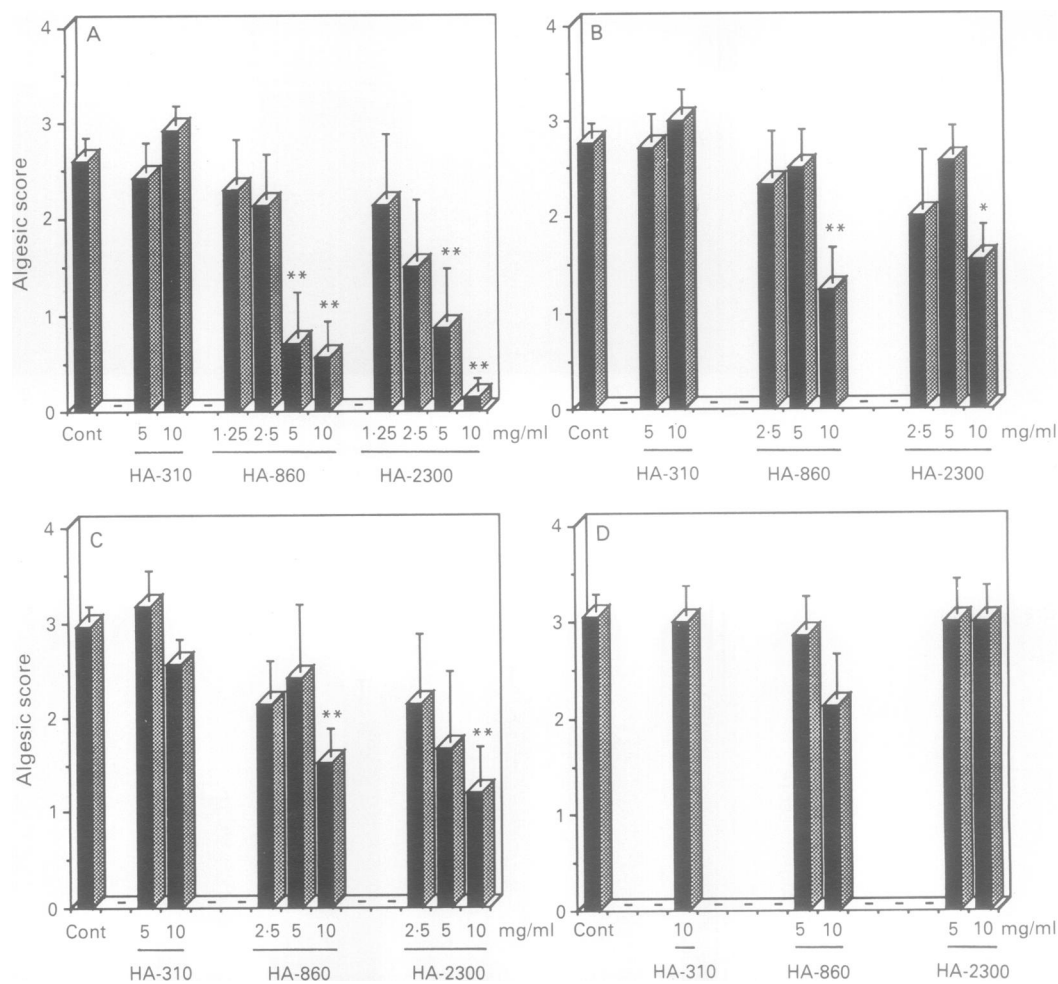 A
4
3
2
1
0
Algesic score
** ** ** **
Cont 5 10 1·25 2·5 5 10 1·25 2·5 5 10 mg/ml
HA-310 HA-860 HA-2300
B
4
3
2
1
0
** *
Cont 5 10 2·5 5 10 2·5 5 10 mg/ml
HA-310 HA-860 HA-2300
C
4
3
2
1
0
Algesic score
** **
Cont 5 10 2·5 5 10 2·5 5 10 mg/ml
HA-310 HA-860 HA-2300
D
4
3
2
1
0
Cont 10 5 10 5 10 mg/ml
HA-310 HA-860 HA-2300